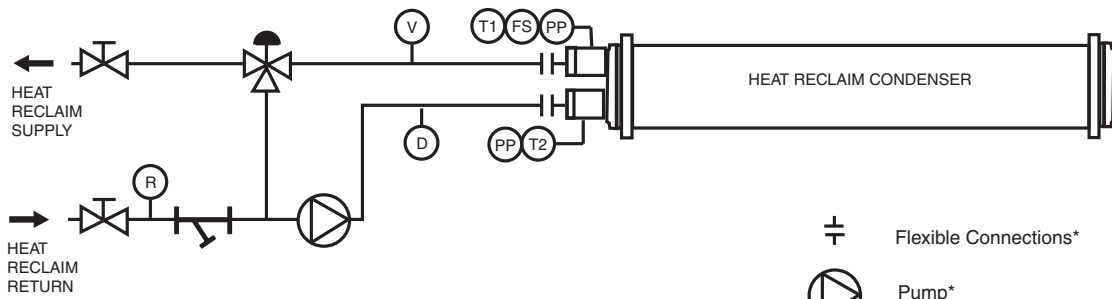 V
T1 FS PP
HEAT RECLAIM CONDENSER
HEAT
RECLAIM
SUPPLY
D
PP T2
R
HEAT
RECLAIM
RETURN
Flexible Connections*
Pump*